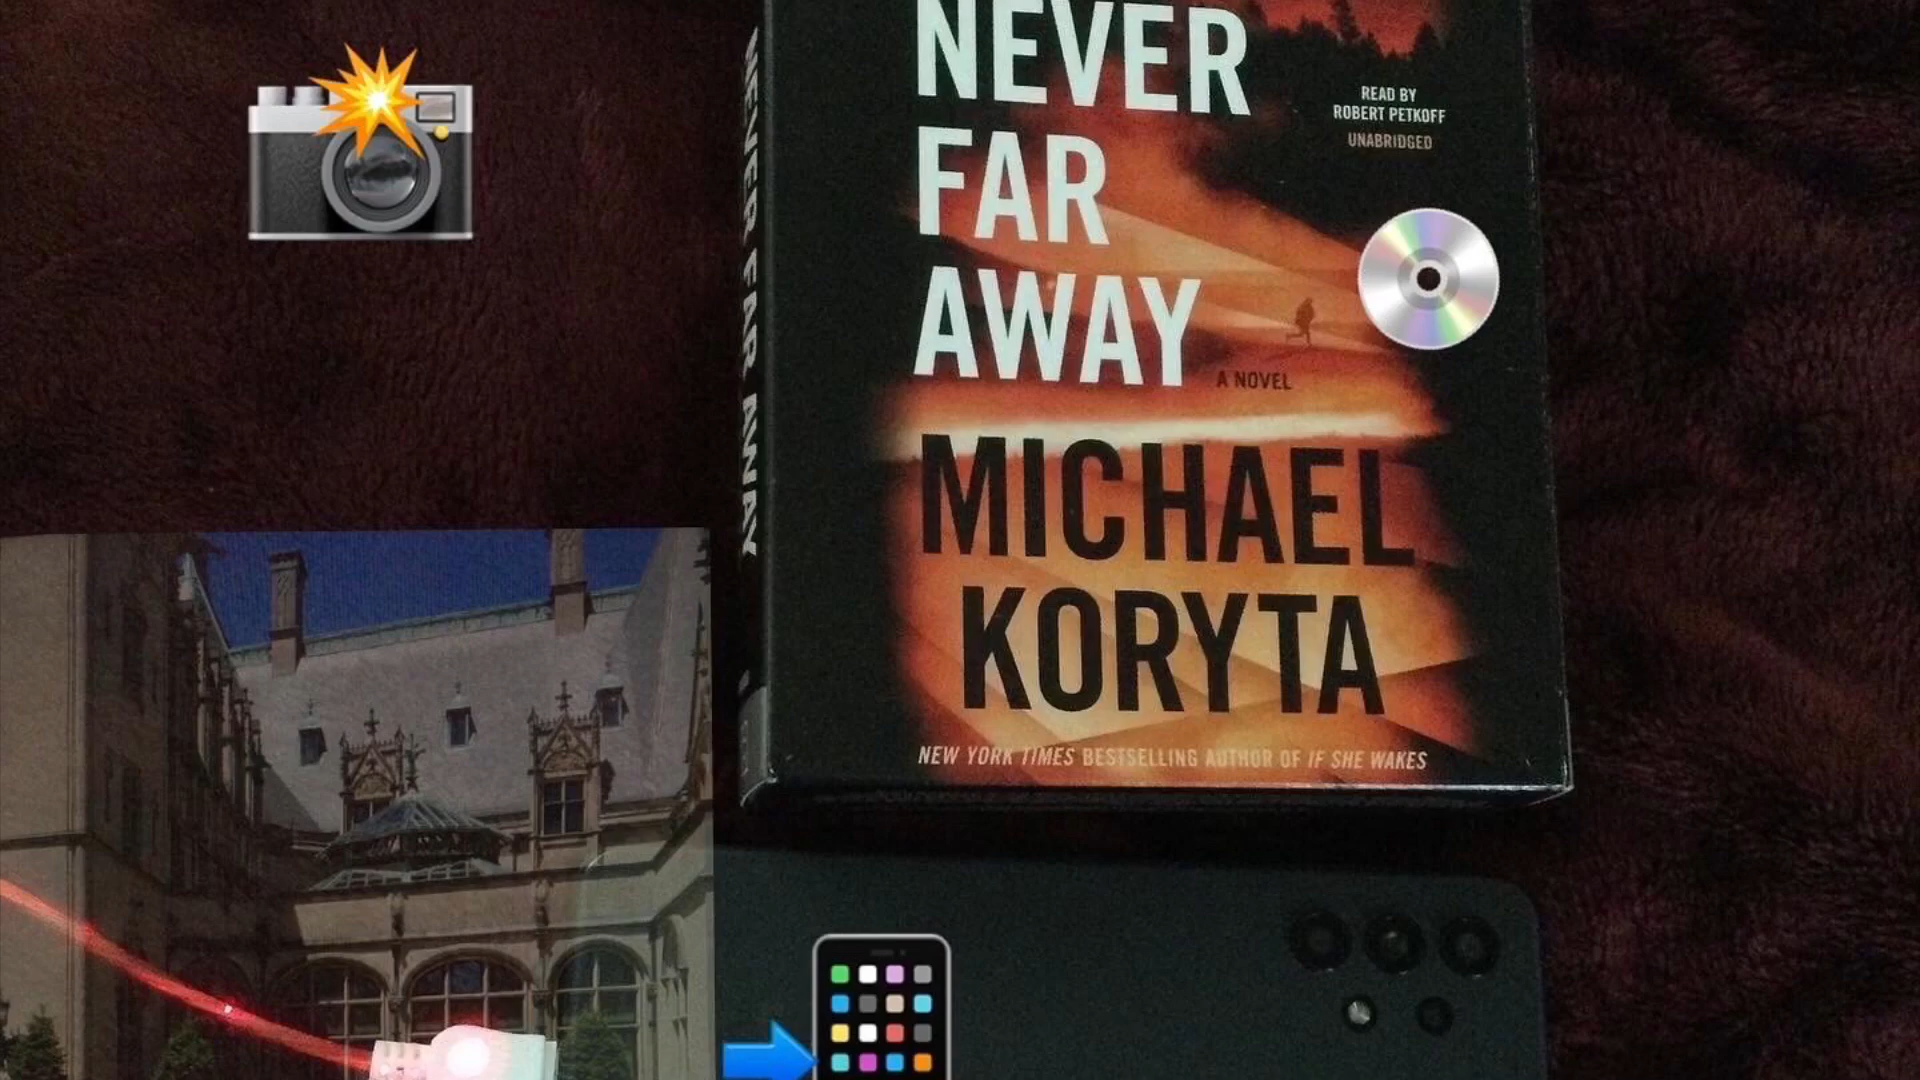 NEVER
FAR
AWAY
A NOVEL
READ BY
ROBERT PETKOFF
UNABRIDGED
MICHAEL
KORYTA
NEW YORK TIMES BESTSELLING AUTHOR OF IF SHE WAKES
NEVER FAR AWAY